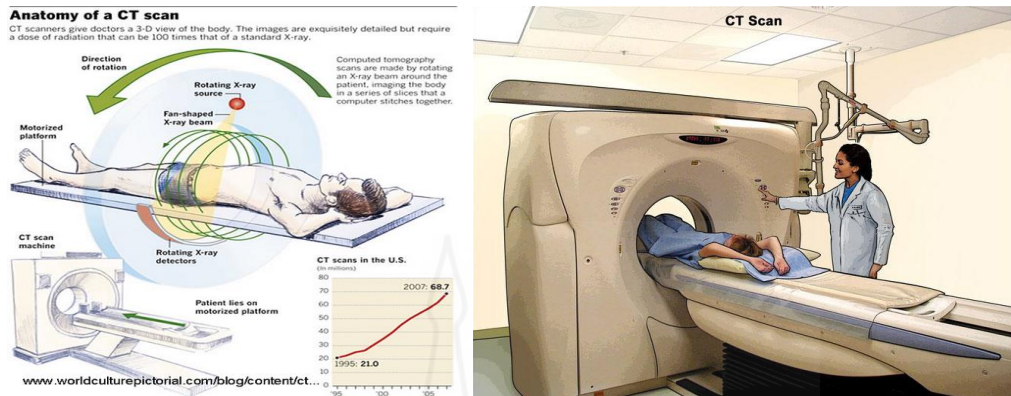 Anatomy of a CT scan
CT scanners give doctors a 3-D view of the body. The images are exquisitely detailed but require
a dose of radiation that can be 100 times that of a standard X-ray.
Direction
of rotation
Computed tomography
scans are made by rotating
an X-ray beam around the
patient, imaging the body
in a series of slices that a
computer stitches together.
Rotating X-ray
source
Fan-shaped
X-ray beam
Motorized
platform
Rotating X-ray
detectors
CT scan
machine
Patient lies on
motorized platform
CT scans in the U.S.
(In millions)
80
70
60
50
40
30
20
10
0
2007: 68.7
1995: 21.0
'95
'00
'05
www.worldculturepictorial.com/blog/content/ct...
CT Scan